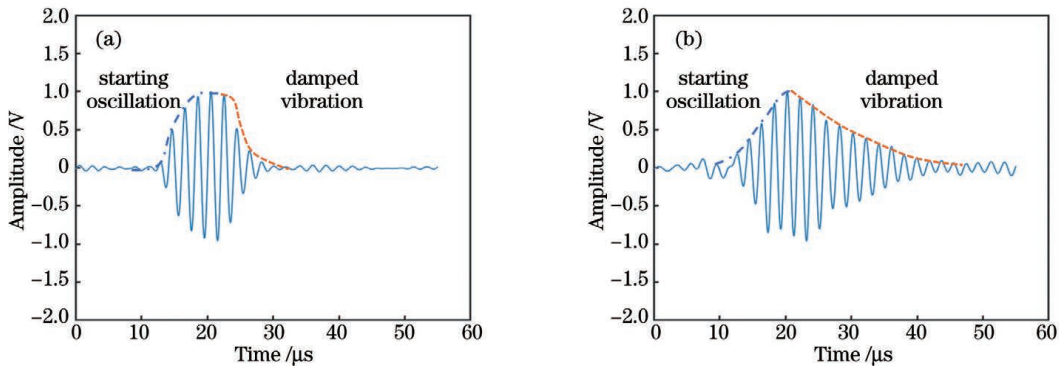 (a)
starting
oscillation
damped
vibration
Amplitude /V
2.0
1.5
1.0
0.5
0
−0.5
−1.0
−1.5
−2.0
0 10 20 30 40 50 60
Time /μs
(b)
starting
oscillation
damped
vibration
Amplitude /V
2.0
1.5
1.0
0.5
0
−0.5
−1.0
−1.5
−2.0
0 10 20 30 40 50 60
Time /μs